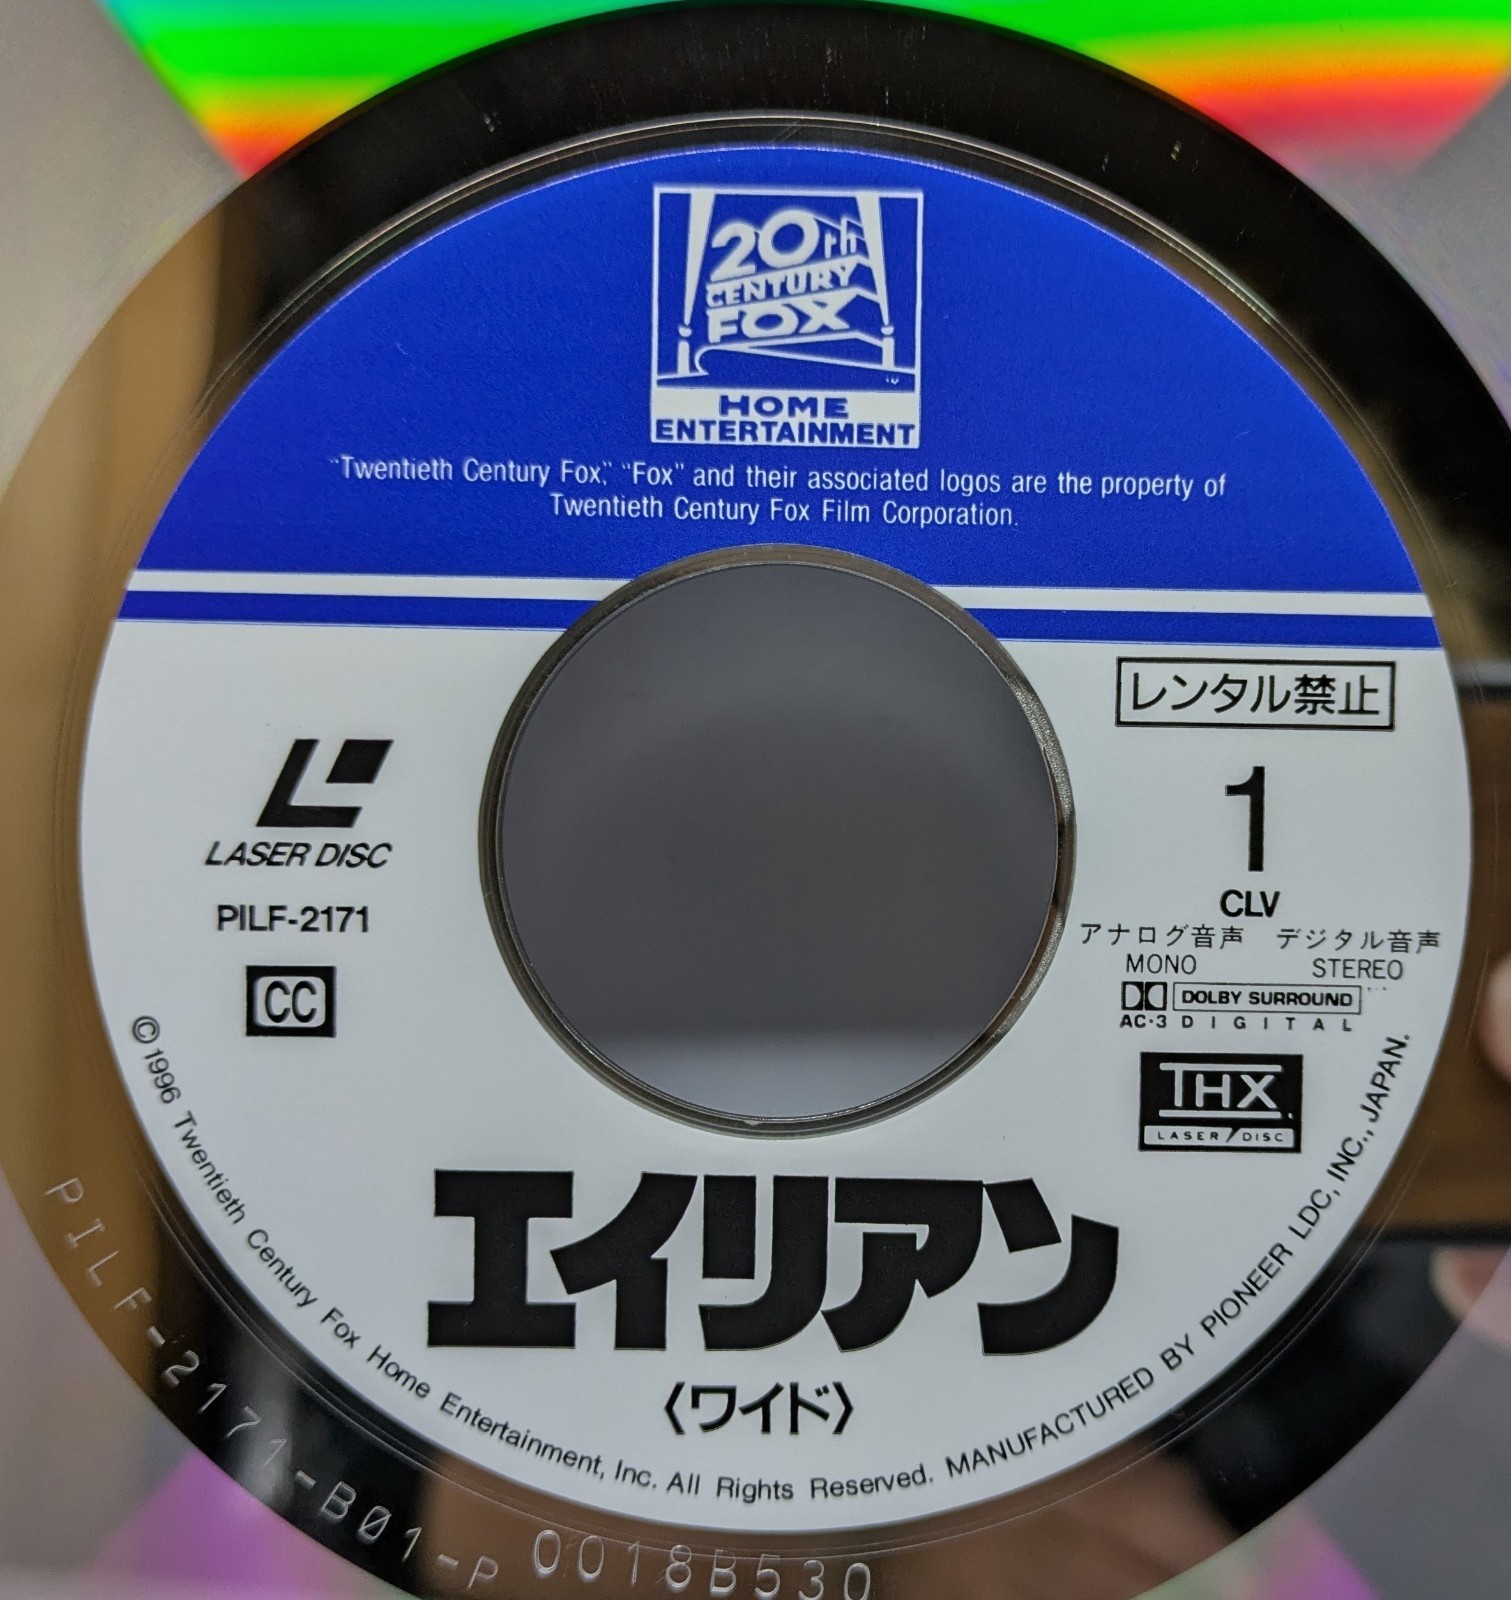 20th
CENTURY
FOX
HOME
ENTERTAINMENT
"Twentieth Century Fox," "Fox" and their associated logos are the property of
Twentieth Century Fox Film Corporation.
レンタル禁止
LASER DISC
PILF-2171
CC
1
CLV
アナログ音声 デジタル音声
MONO STEREO
DOLBY SURROUND
AC-3 DIGITAL
THX
LASER DISC
エイリアン
〈ワイド〉
©1996 Twentieth Century Fox Home Entertainment, Inc. All Rights Reserved. MANUFACTURED BY PIONEER LDC, INC., JAPAN.
PILF-2171-B01-P 0018B530